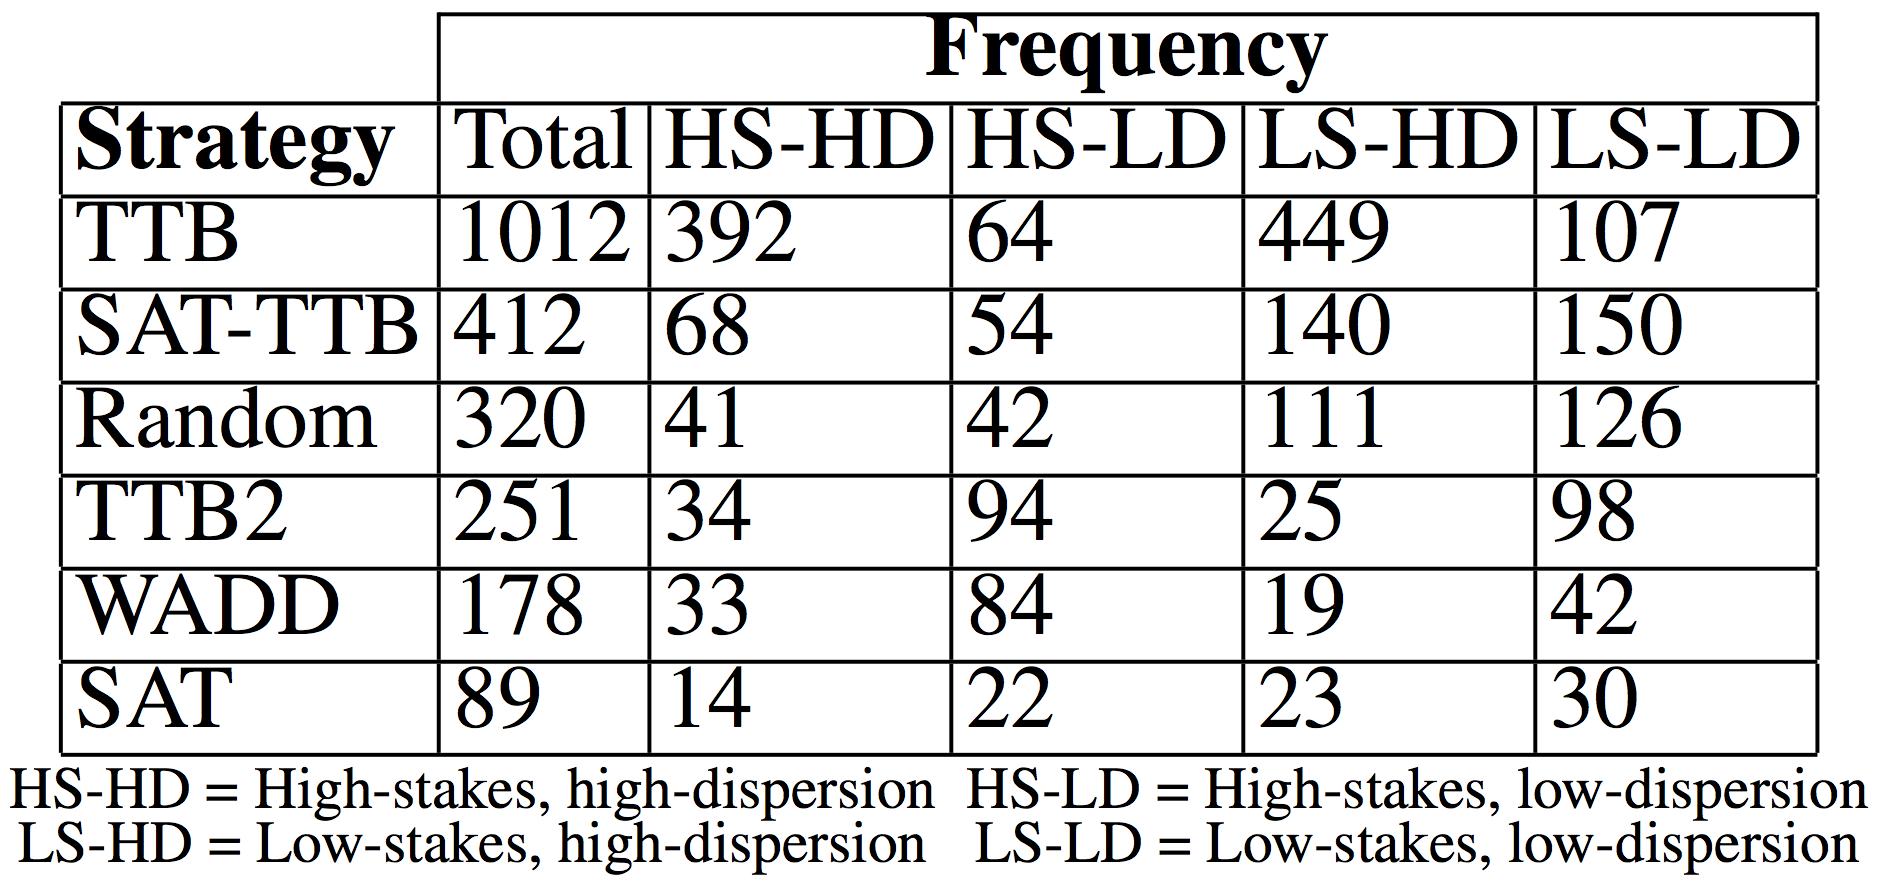 Frequency
Strategy Total HS-HD HS-LD LS-HD LS-LD
TTB 1012 392 64 449 107
SAT-TTB 412 68 54 140 150
Random 320 41 42 111 126
TTB2 251 34 94 25 98
WADD 178 33 84 19 42
SAT 89 14 22 23 30
HS-HD = High-stakes, high-dispersion HS-LD = High-stakes, low-dispersion
LS-HD = Low-stakes, high-dispersion LS-LD = Low-stakes, low-dispersion